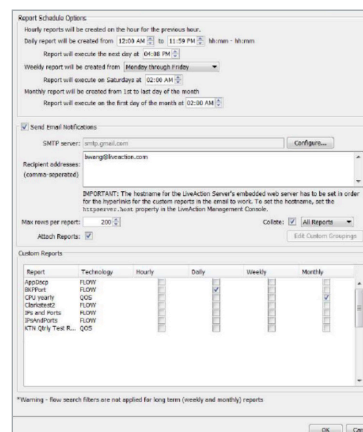 Report Schedule Options
Hourly reports will be created on the hour for the previous hour.
Daily report will be created from 12:00 AM to 11:59 PM hh:mm - hh:mm
Report will execute the next day at 04:00 PM
Weekly report will be created from Monday through Friday
Report will execute on Saturdays at 02:00 AM
Monthly report will be created from 1st to last day of the month
Report will execute on the first day of the month at 02:00 AM
Send Email Notifications
SMTP server: smtp.gmail.com Configure...
Recipient addresses: bwang@liveaction.com
(comma-separated)
IMPORTANT: The hostname for the LiveAction Server's embedded web server has to be set in order
for the hyperlinks for the custom reports in the email to work. To set the hostname, set the
property in the LiveAction Management Console.
Max rows per report: 200 Collate: All Reports
Attach Reports: Edit Custom Groupings
Custom Reports
Report Technology Hourly Daily Weekly Monthly
AppDscp FLOW
BKPPort FLOW
CPU yearly QOS
Clarketest2 FLOW
IPs and Ports FLOW
IPsAndPorts FLOW
KTN Qtrly Test R... QOS
*Warning - flow search filters are not applied for long term (weekly and monthly) reports
OK Can